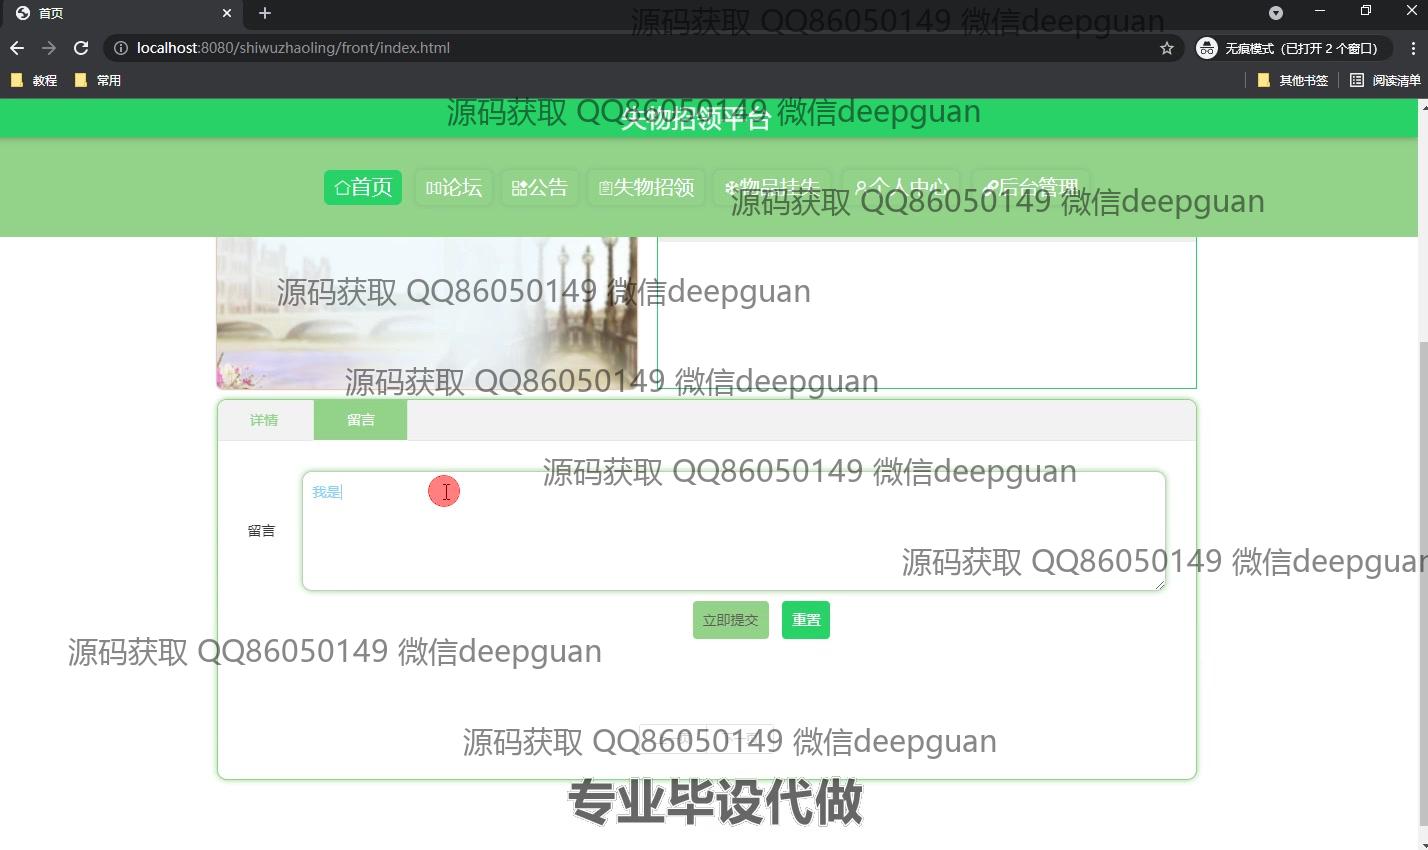 首页
源码获取 QQ86050149 微信deepguan
localhost:8080/shiwuzhaoling/front/index.html
无痕模式（已打开 2 个窗口）
教程
常用
其他书签
阅读清单
源码获取 QQ86050149 微信deepguan
失物招领平台
首页
论坛
公告
失物招领
物品挂失
个人中心
后台管理
源码获取 QQ86050149 微信deepguan
源码获取 QQ86050149 微信deepguan
源码获取 QQ86050149 微信deepguan
详情
留言
源码获取 QQ86050149 微信deepguan
我是
留言
源码获取 QQ86050149 微信deepguan
立即提交
重置
源码获取 QQ86050149 微信deepguan
源码获取 QQ86050149 微信deepguan
专业毕设代做